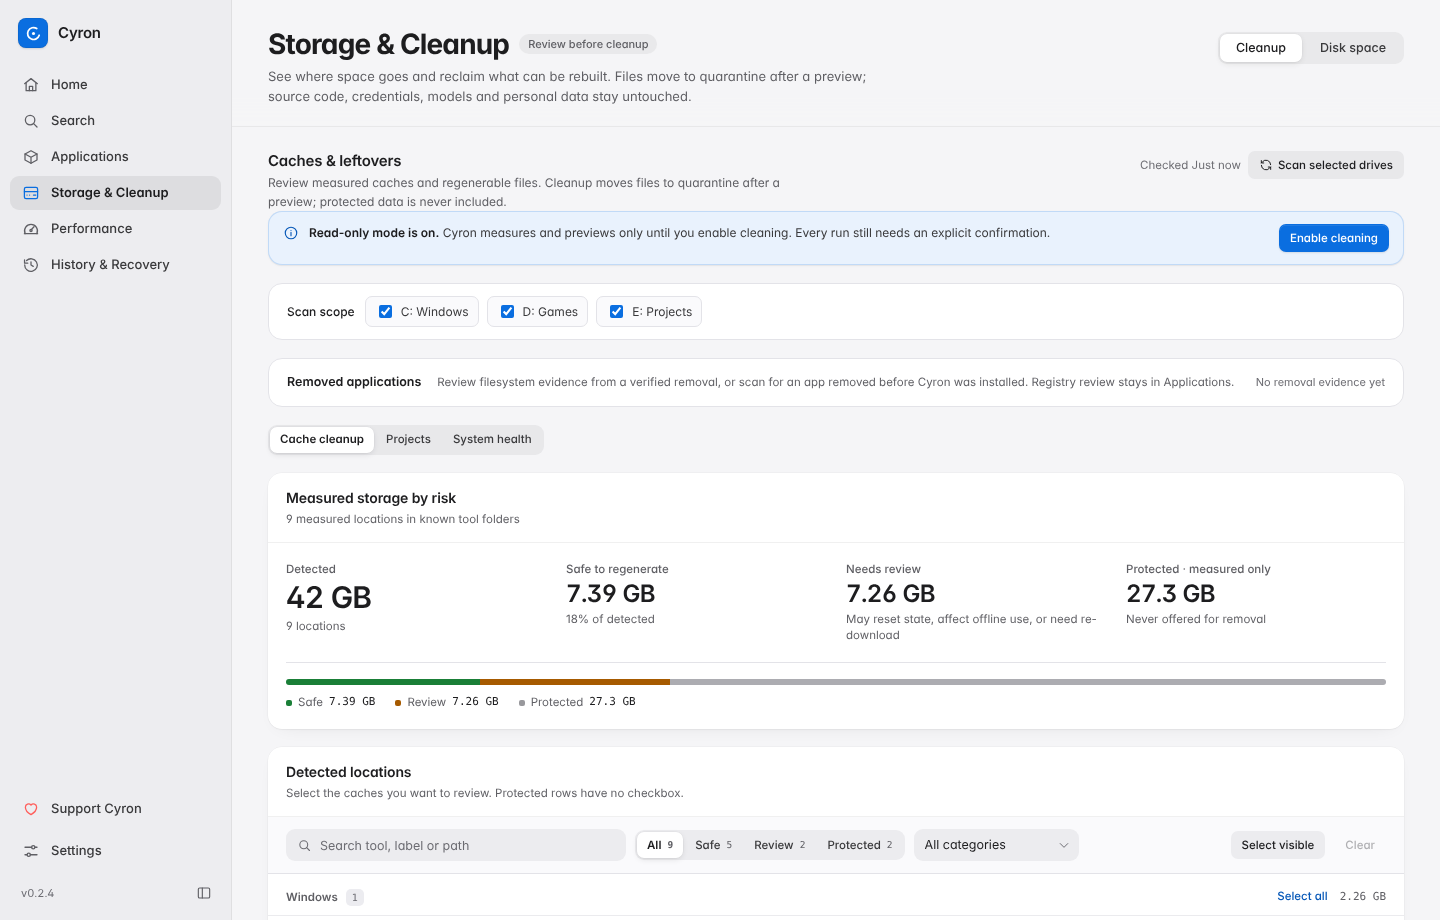 Cyron
Home
Search
Applications
Storage & Cleanup
Performance
History & Recovery
Support Cyron
Settings
v0.2.4
Storage & Cleanup
Review before cleanup
See where space goes and reclaim what can be rebuilt. Files move to quarantine after a preview;
source code, credentials, models and personal data stay untouched.
Cleanup Disk space
Caches & leftovers
Review measured caches and regenerable files. Cleanup moves files to quarantine after a
preview; protected data is never included.
Checked Just now Scan selected drives
Read-only mode is on. Cyron measures and previews only until you enable cleaning. Every run still needs an explicit confirmation.
Enable cleaning
Scan scope C: Windows D: Games E: Projects
Removed applications Review filesystem evidence from a verified removal, or scan for an app removed before Cyron was installed. Registry review stays in Applications. No removal evidence yet
Cache cleanup Projects System health
Measured storage by risk
9 measured locations in known tool folders
Detected
42 GB
9 locations
Safe to regenerate
7.39 GB
18% of detected
Needs review
7.26 GB
May reset state, affect offline use, or need re-
download
Protected · measured only
27.3 GB
Never offered for removal
Safe 7.39 GB Review 7.26 GB Protected 27.3 GB
Detected locations
Select the caches you want to review. Protected rows have no checkbox.
Search tool, label or path All 9 Safe 5 Review 2 Protected 2 All categories Select visible Clear
Windows 1 Select all 2.26 GB